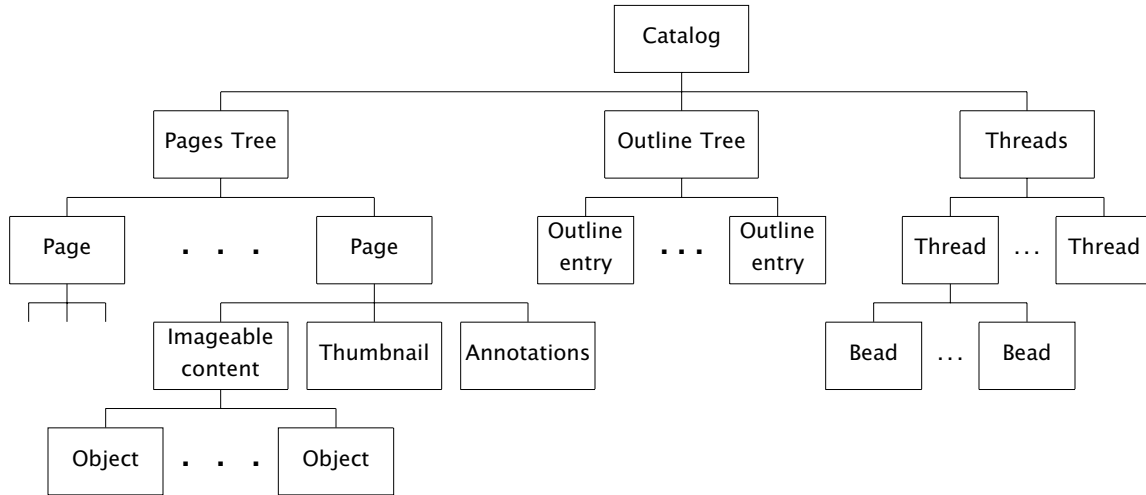 Catalog
Pages Tree
Outline Tree
Threads
Page
. . .
Page
Outline
entry
...
Outline
entry
Thread
...
Thread
Imageable
content
Thumbnail
Annotations
Bead
...
Bead
Object
. . .
Object